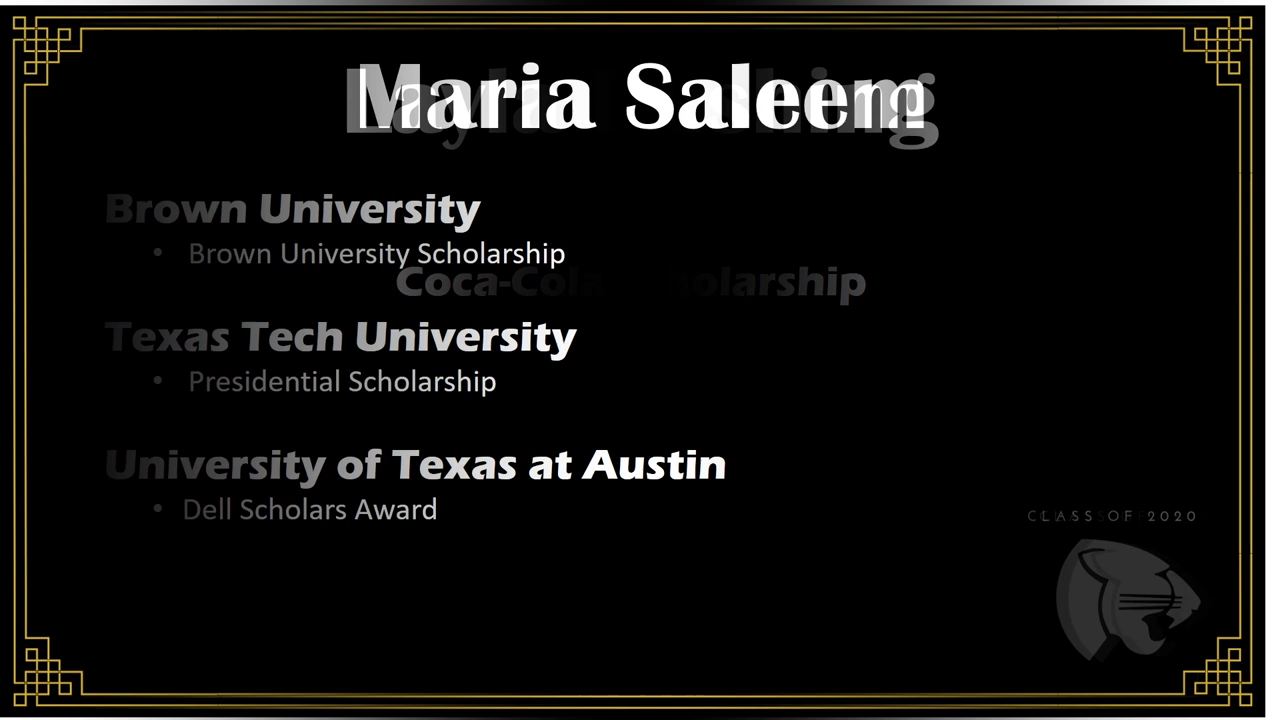 Maria Saleem
Brown University
• Brown University Scholarship
Coca-Cola Scholarship
Texas Tech University
• Presidential Scholarship
University of Texas at Austin
• Dell Scholars Award
CLASS OF 2020